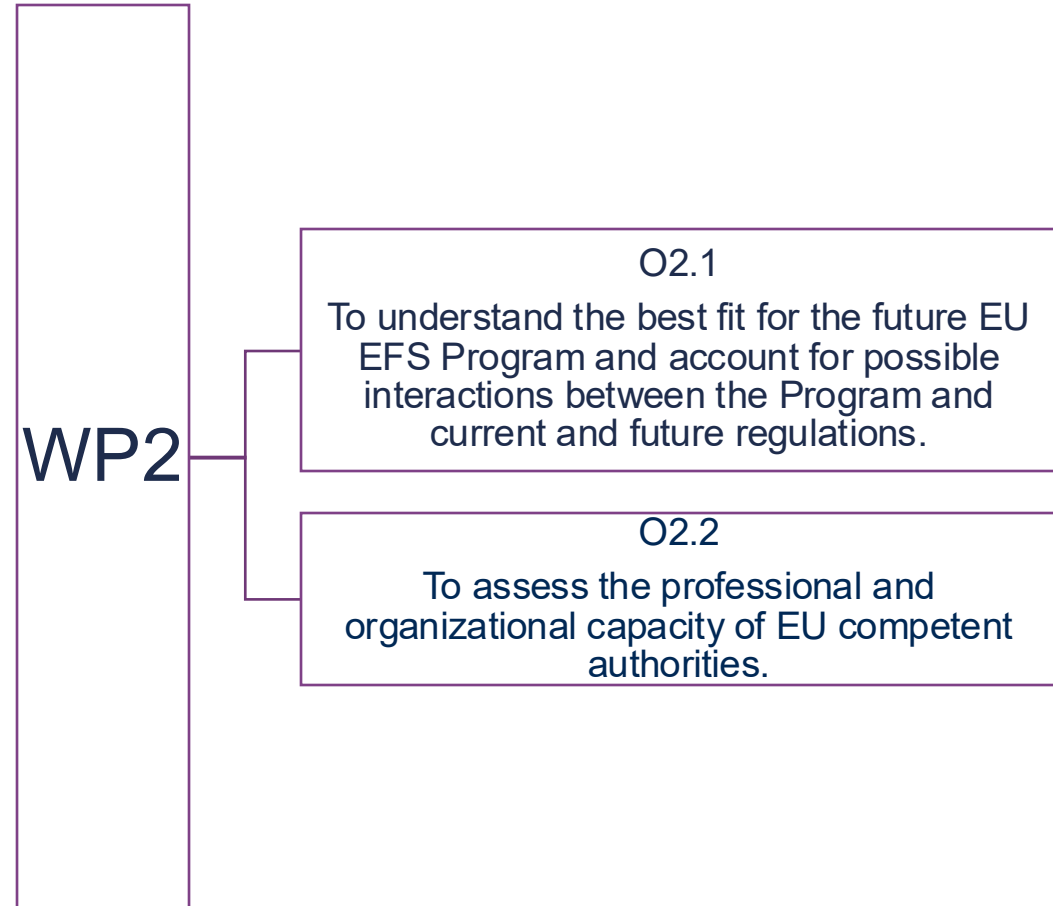 WP2
O2.1
To understand the best fit for the future EU
EFS Program and account for possible
interactions between the Program and
current and future regulations.
O2.2
To assess the professional and
organizational capacity of EU competent
authorities.